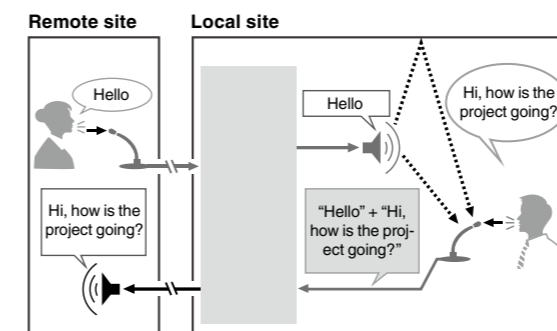 Remote site
Local site
Hello
Hello
Hi, how is the
project going?
Hi, how is the
project going?
“Hello” + “Hi,
how is the proj-
ect going?”